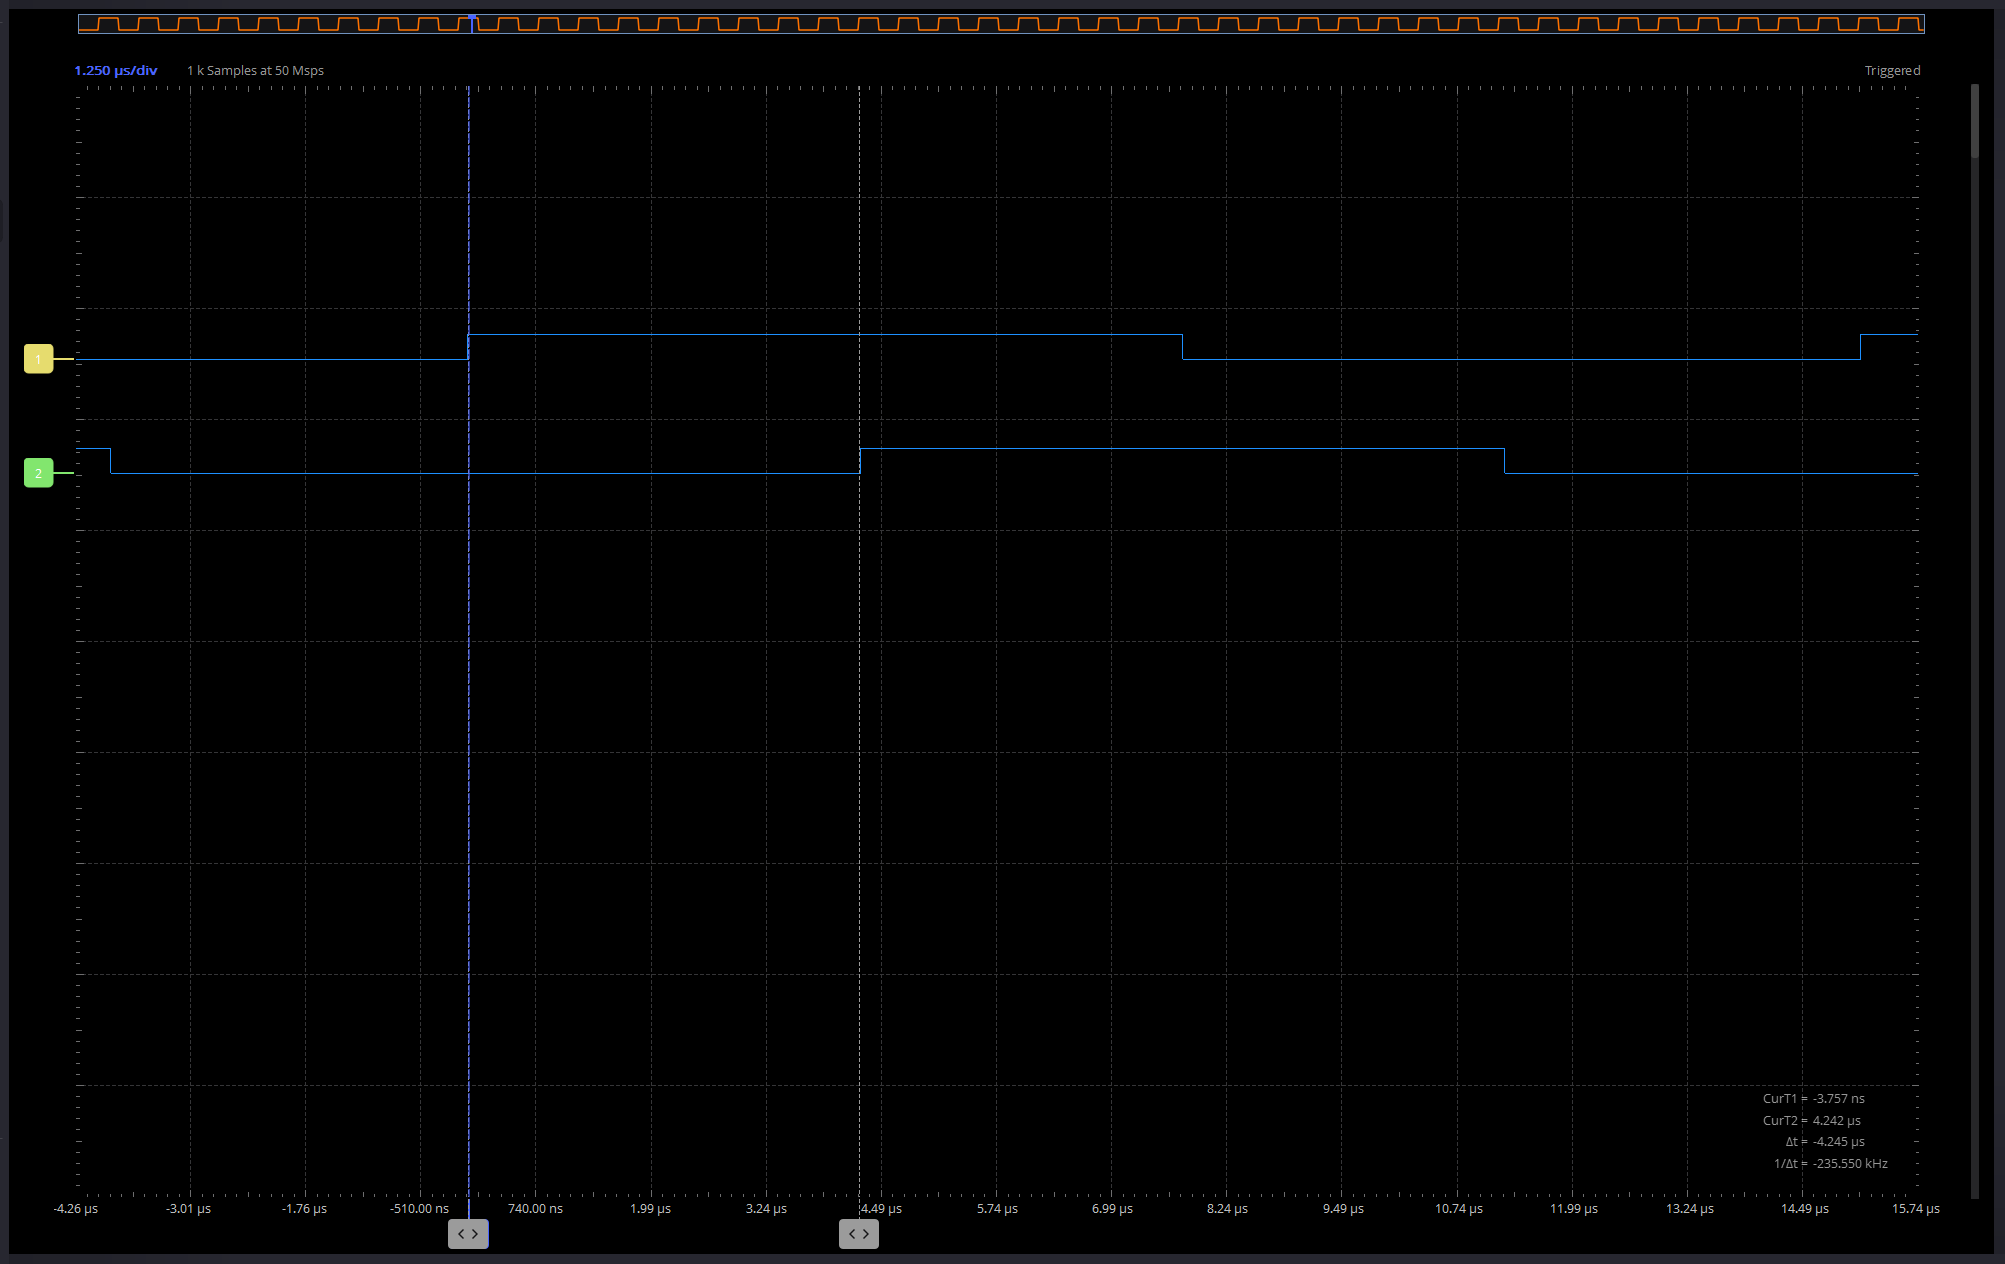 1.250 µs/div 1 k Samples at 50 Msps Triggered
1
2
CurT1 = -3.757 ns
CurT2 = 4.242 µs
Δt = -4.245 µs
1/Δt = -235.550 kHz
-4.26 µs -3.01 µs -1.76 µs -510.00 ns 740.00 ns 1.99 µs 3.24 µs 4.49 µs 5.74 µs 6.99 µs 8.24 µs 9.49 µs 10.74 µs 11.99 µs 13.24 µs 14.49 µs 15.74 µs